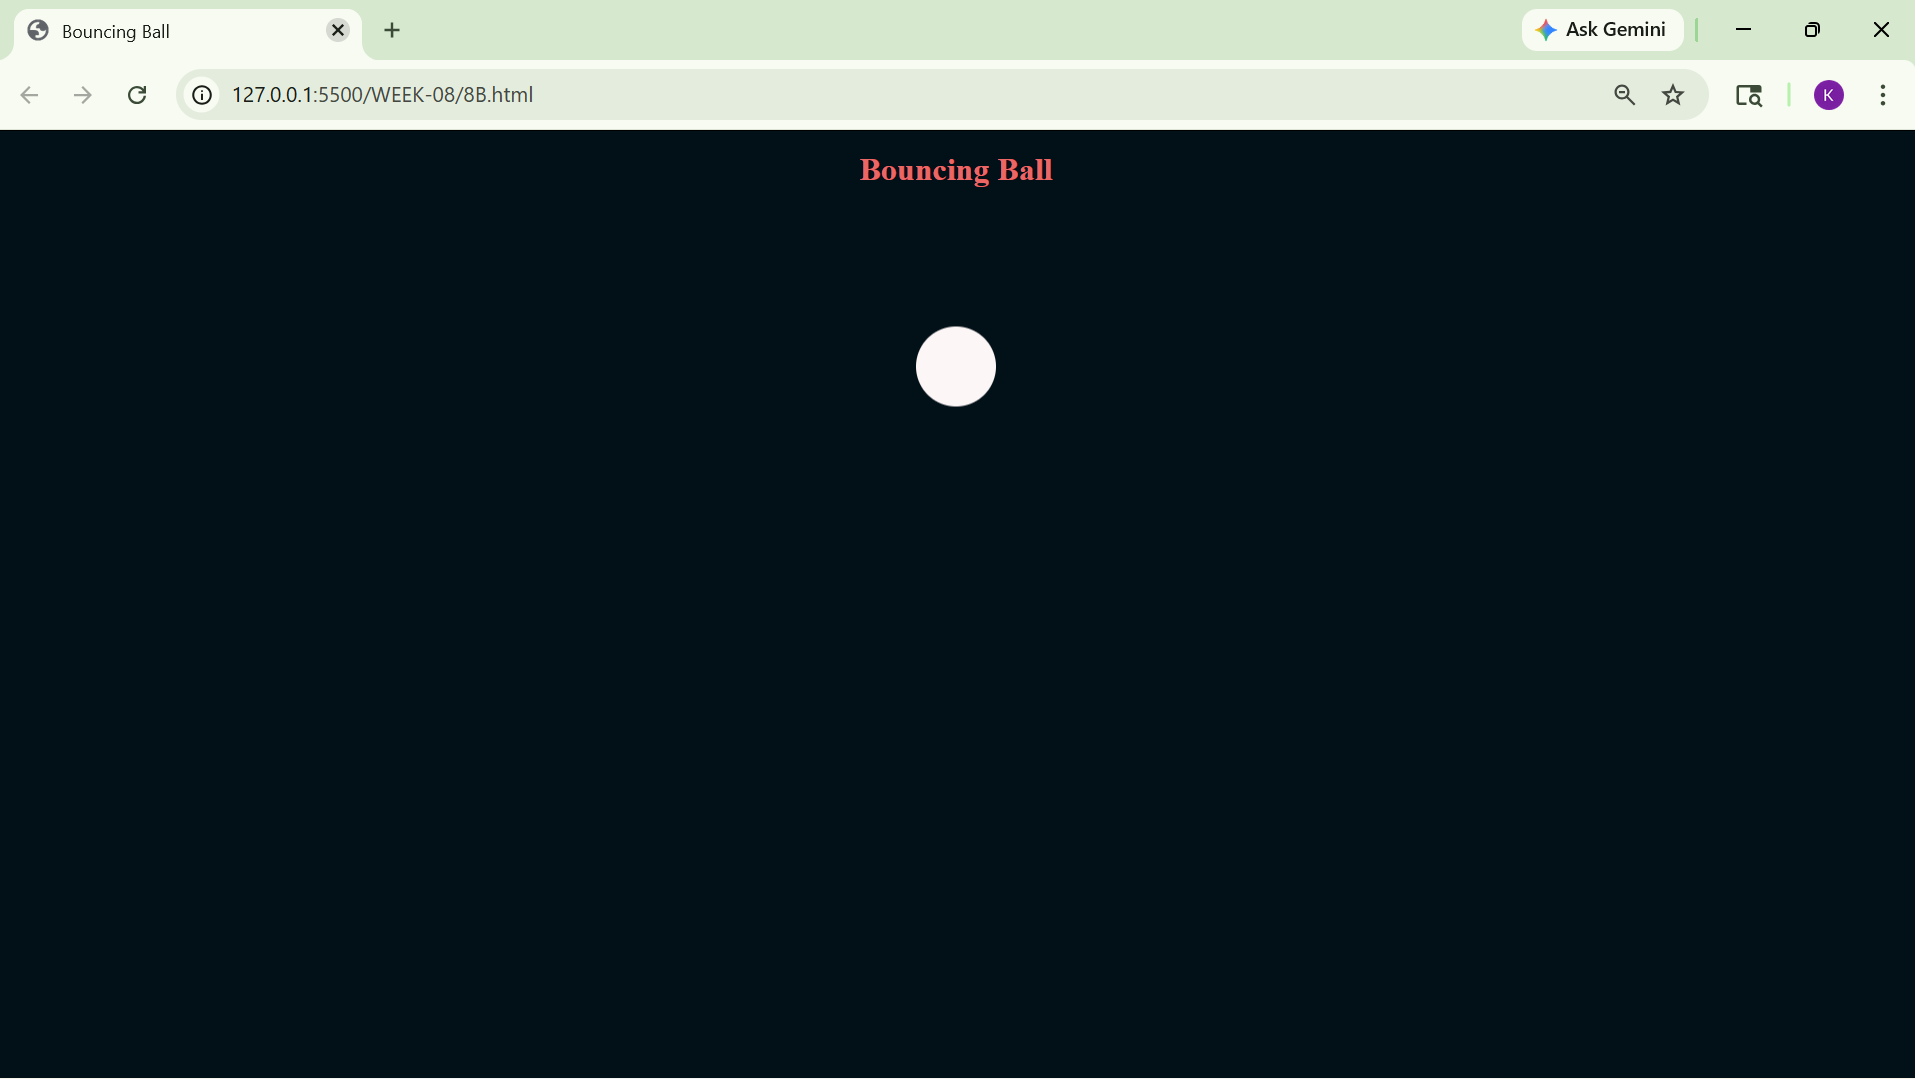 Bouncing Ball
Ask Gemini
127.0.0.1:5500/WEEK-08/8B.html
K
Bouncing Ball